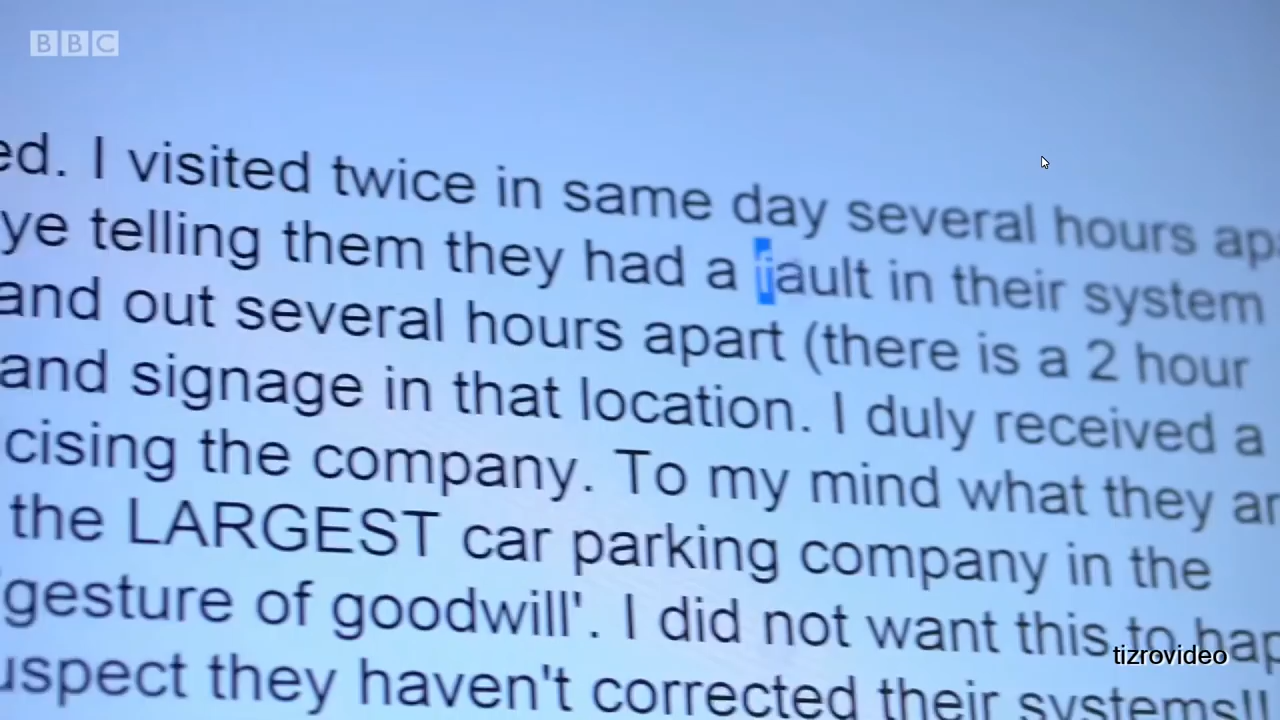 BBC
ed. I visited twice in same day several hours ap
ye telling them they had a fault in their system
and out several hours apart (there is a 2 hour
and signage in that location. I duly received a
cising the company. To my mind what they ar
the LARGEST car parking company in the
'gesture of goodwill'. I did not want this to hap
uspect they haven't corrected their systems!!
tizrovideo